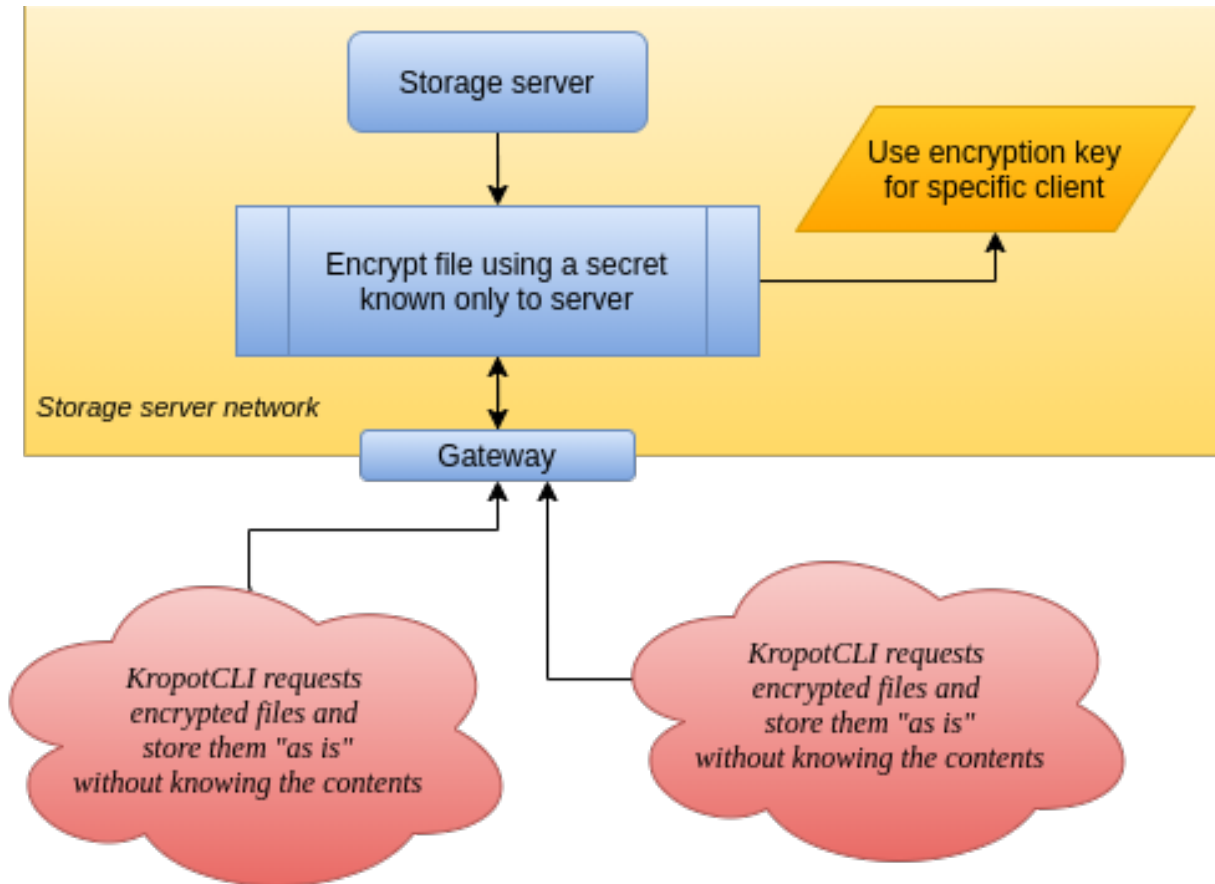 Storage server
Use encryption key
for specific client
Encrypt file using a secret
known only to server
Storage server network
Gateway
KropotCLI requests
encrypted files and
store them "as is"
without knowing the contents
KropotCLI requests
encrypted files and
store them "as is"
without knowing the contents